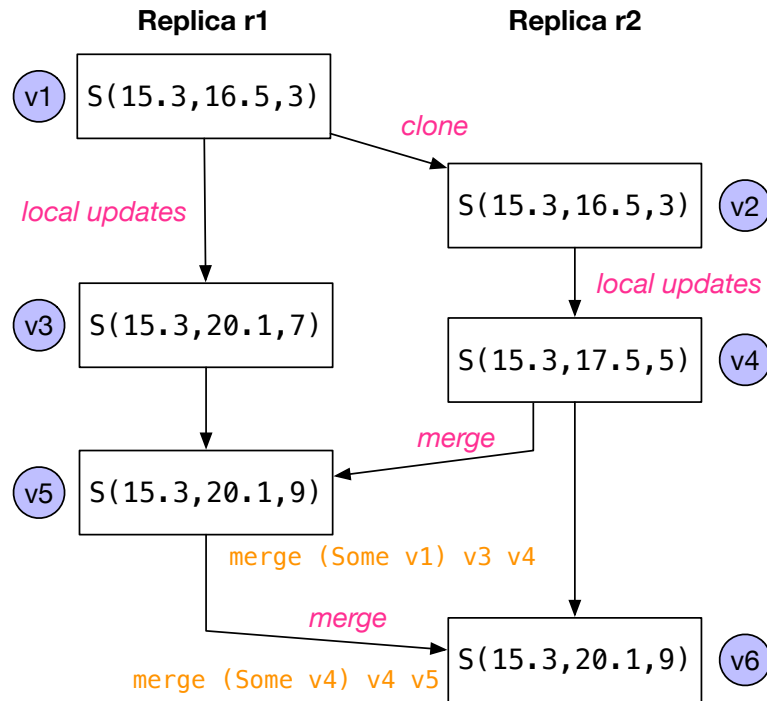 Replica r1
Replica r2
v1
S(15.3,16.5,3)
clone
S(15.3,16.5,3)
v2
local updates
local updates
v3
S(15.3,20.1,7)
S(15.3,17.5,5)
v4
merge
v5
S(15.3,20.1,9)
merge (Some v1) v3 v4
merge
S(15.3,20.1,9)
v6
merge (Some v4) v4 v5